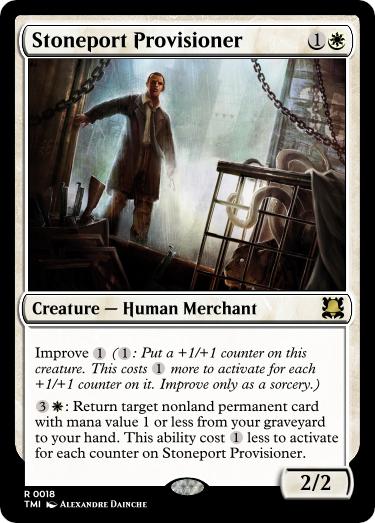 Stoneport Provisioner 1
Creature — Human Merchant
Improve 1 (1: Put a +1/+1 counter on this
creature. This costs 1 more to activate for each
+1/+1 counter on it. Improve only as a sorcery.)
3: Return target nonland permanent card
with mana value 1 or less from your graveyard
to your hand. This ability cost 1 less to activate
for each counter on Stoneport Provisioner.
2/2
R 0018
TMI Alexandre Dainche